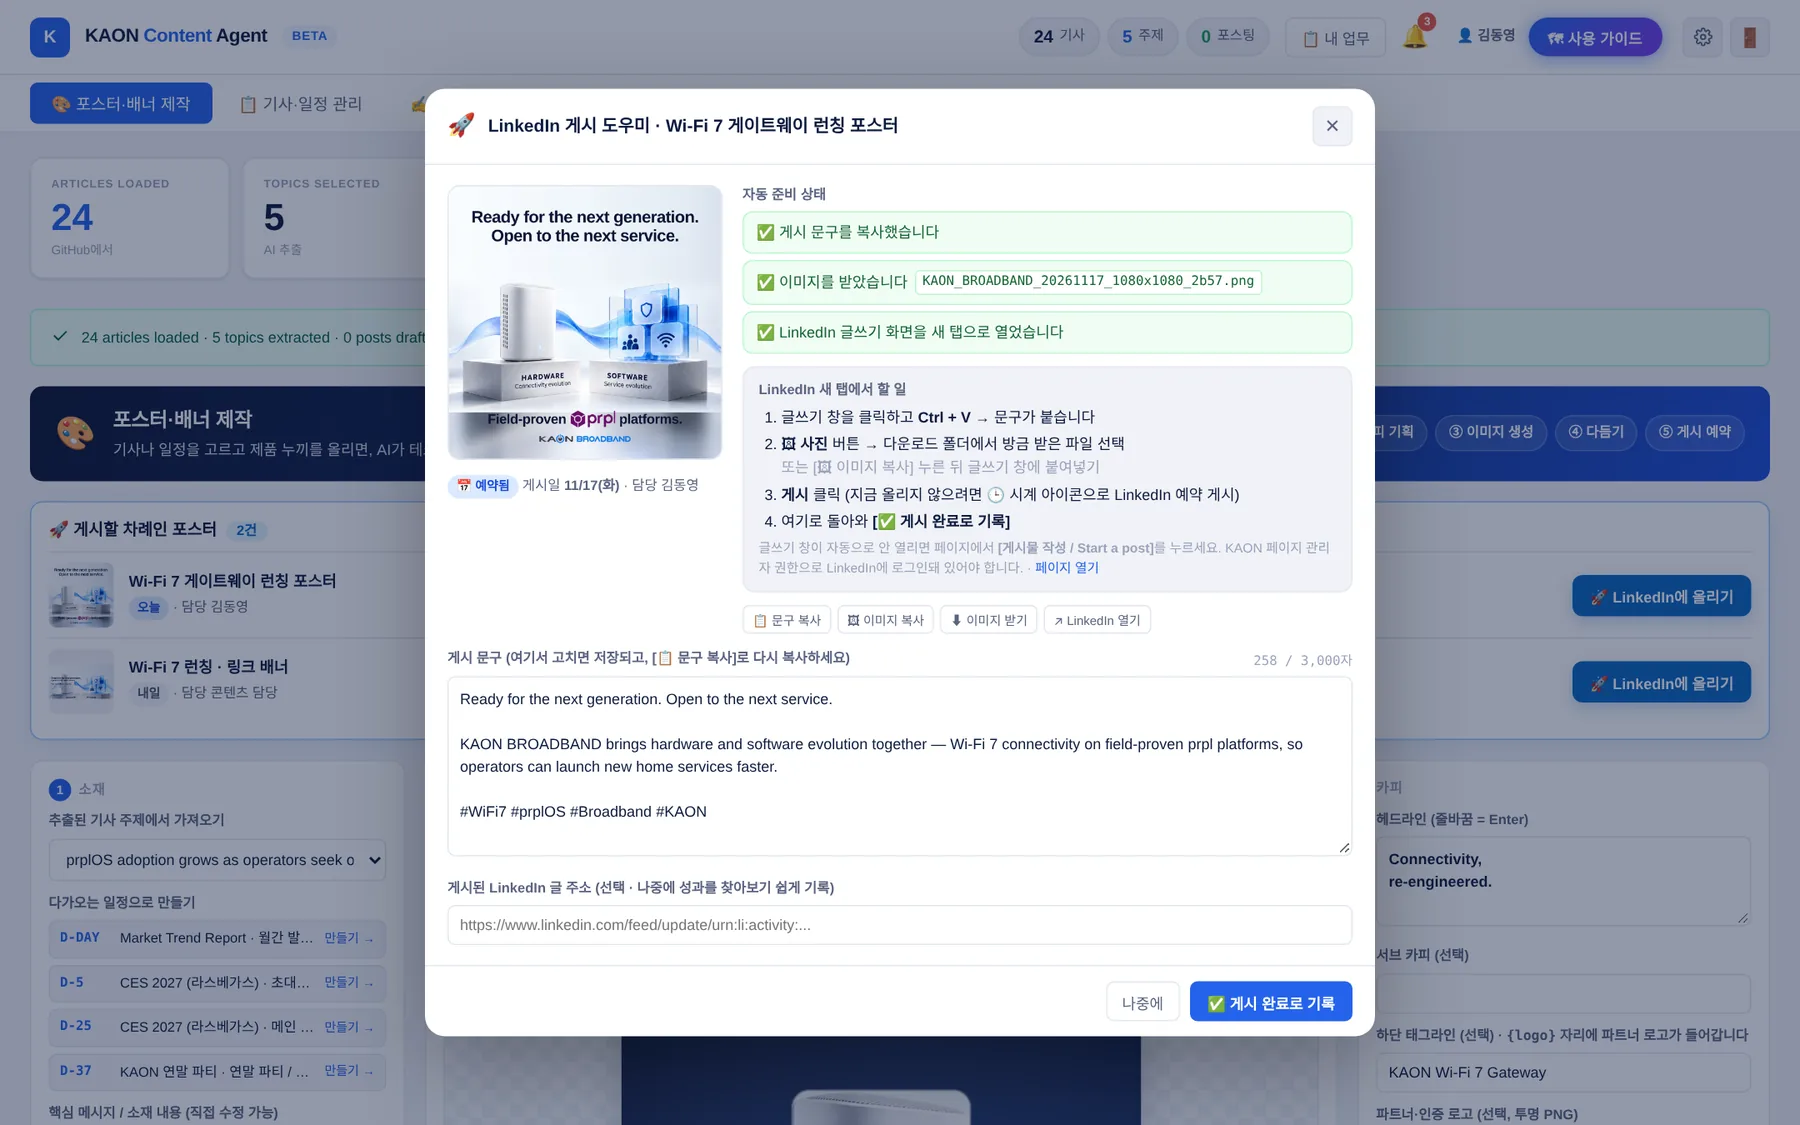 K
KAON Content Agent
BETA
24 기사
5 주제
0 포스팅
📋 내 업무
3
👤 김동영
🗺 사용 가이드
🎨 포스터·배너 제작
📋 기사·일정 관리
ARTICLES LOADED
24
GitHub에서
TOPICS SELECTED
5
AI 추출
24 articles loaded · 5 topics extracted · 0 posts draft
포스터·배너 제작
기사나 일정을 고르고 제품 누끼를 올리면, AI가 테
피 기획
③ 이미지 생성
④ 다듬기
⑤ 게시 예약
🚀 게시할 차례인 포스터 2건
Wi-Fi 7 게이트웨이 런칭 포스터
오늘 · 담당 김동영
🚀 LinkedIn에 올리기
Wi-Fi 7 런칭 · 링크 배너
내일 · 담당 콘텐츠 담당
🚀 LinkedIn에 올리기
1 소재
추출된 기사 주제에서 가져오기
prplOS adoption grows as operators seek o
다가오는 일정으로 만들기
D-DAY Market Trend Report · 월간 발… 만들기 →
D-5 CES 2027 (라스베가스) · 초대… 만들기 →
D-25 CES 2027 (라스베가스) · 메인 … 만들기 →
D-37 KAON 연말 파티 · 연말 파티 / … 만들기 →
핵심 메시지 / 소재 내용 (직접 수정 가능)
🚀 LinkedIn 게시 도우미 · Wi-Fi 7 게이트웨이 런칭 포스터
✕
Ready for the next generation.
Open to the next service.
HARDWARE
Connectivity evolution
SOFTWARE
Service evolution
Field-proven prpl platforms.
KAON BROADBAND
📅 예약됨 게시일 11/17(화) · 담당 김동영
자동 준비 상태
✅ 게시 문구를 복사했습니다
✅ 이미지를 받았습니다 KAON_BROADBAND_20261117_1080x1080_2b57.png
✅ LinkedIn 글쓰기 화면을 새 탭으로 열었습니다
LinkedIn 새 탭에서 할 일
1. 글쓰기 창을 클릭하고 Ctrl + V → 문구가 붙습니다
2. 🖼 사진 버튼 → 다운로드 폴더에서 방금 받은 파일 선택
또는 [🖼 이미지 복사] 누른 뒤 글쓰기 창에 붙여넣기
3. 게시 클릭 (지금 올리지 않으려면 🕒 시계 아이콘으로 LinkedIn 예약 게시)
4. 여기로 돌아와 [✅ 게시 완료로 기록]
글쓰기 창이 자동으로 안 열리면 페이지에서 [게시물 작성 / Start a post]를 누르세요. KAON 페이지 관리
자 권한으로 LinkedIn에 로그인돼 있어야 합니다. · 페이지 열기
📋 문구 복사
🖼 이미지 복사
⬇ 이미지 받기
↗ LinkedIn 열기
게시 문구 (여기서 고치면 저장되고, [📋 문구 복사]로 다시 복사하세요)
258 / 3,000자
Ready for the next generation. Open to the next service.
KAON BROADBAND brings hardware and software evolution together — Wi-Fi 7 connectivity on field-proven prpl platforms, so
operators can launch new home services faster.
#WiFi7 #prplOS #Broadband #KAON
게시된 LinkedIn 글 주소 (선택 · 나중에 성과를 찾아보기 쉽게 기록)
https://www.linkedin.com/feed/update/urn:li:activity:...
나중에
✅ 게시 완료로 기록
카피
헤드라인 (줄바꿈 = Enter)
Connectivity,
re-engineered.
서브 카피 (선택)
하단 태그라인 (선택) · {logo} 자리에 파트너 로고가 들어갑니다
KAON Wi-Fi 7 Gateway
파트너·인증 로고 (선택, 투명 PNG)